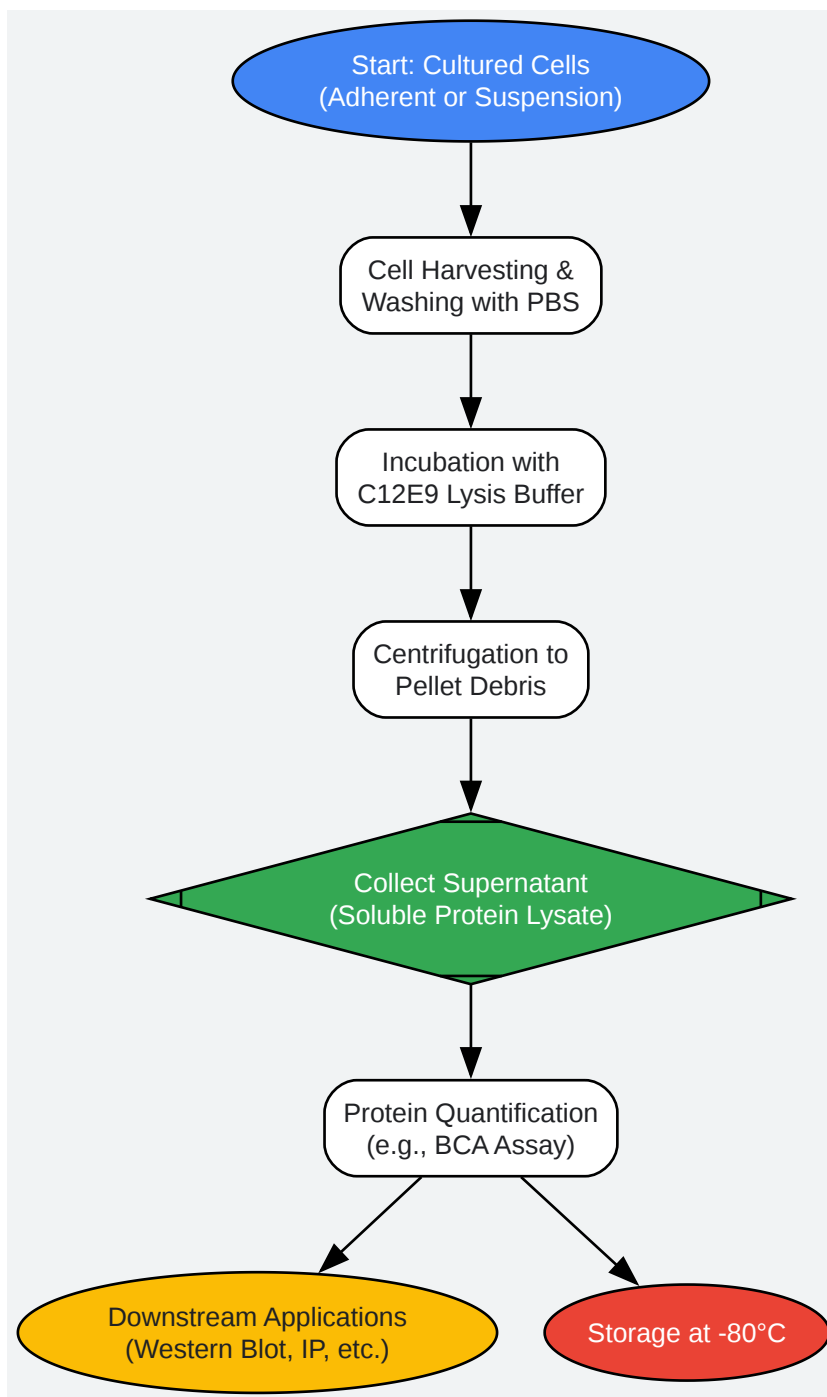 Start: Cultured Cells
(Adherent or Suspension)
Cell Harvesting &
Washing with PBS
Incubation with
C12E9 Lysis Buffer
Centrifugation to
Pellet Debris
Collect Supernatant
(Soluble Protein Lysate)
Protein Quantification
(e.g., BCA Assay)
Downstream Applications
(Western Blot, IP, etc.)
Storage at -80°C